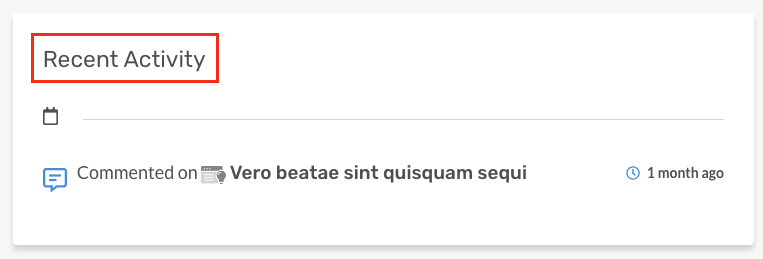 Recent Activity
Commented on Vero beatae sint quisquam sequi 1 month ago